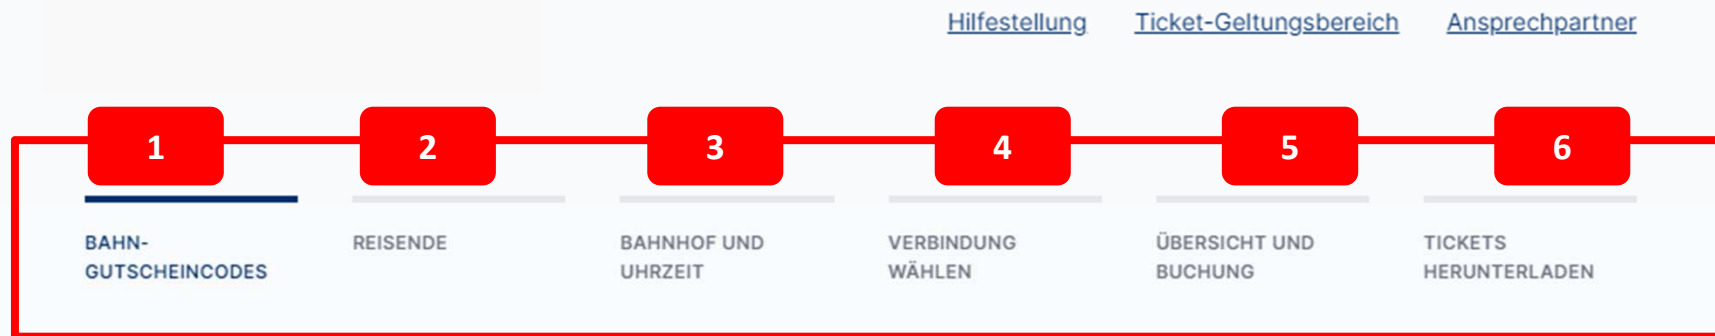 Hilfestellung Ticket-Geltungsbereich Ansprechpartner
1 2 3 4 5 6
BAHN-
GUTSCHEINCODES
REISENDE
BAHNHOF UND
UHRZEIT
VERBINDUNG
WÄHLEN
ÜBERSICHT UND
BUCHUNG
TICKETS
HERUNTERLADEN